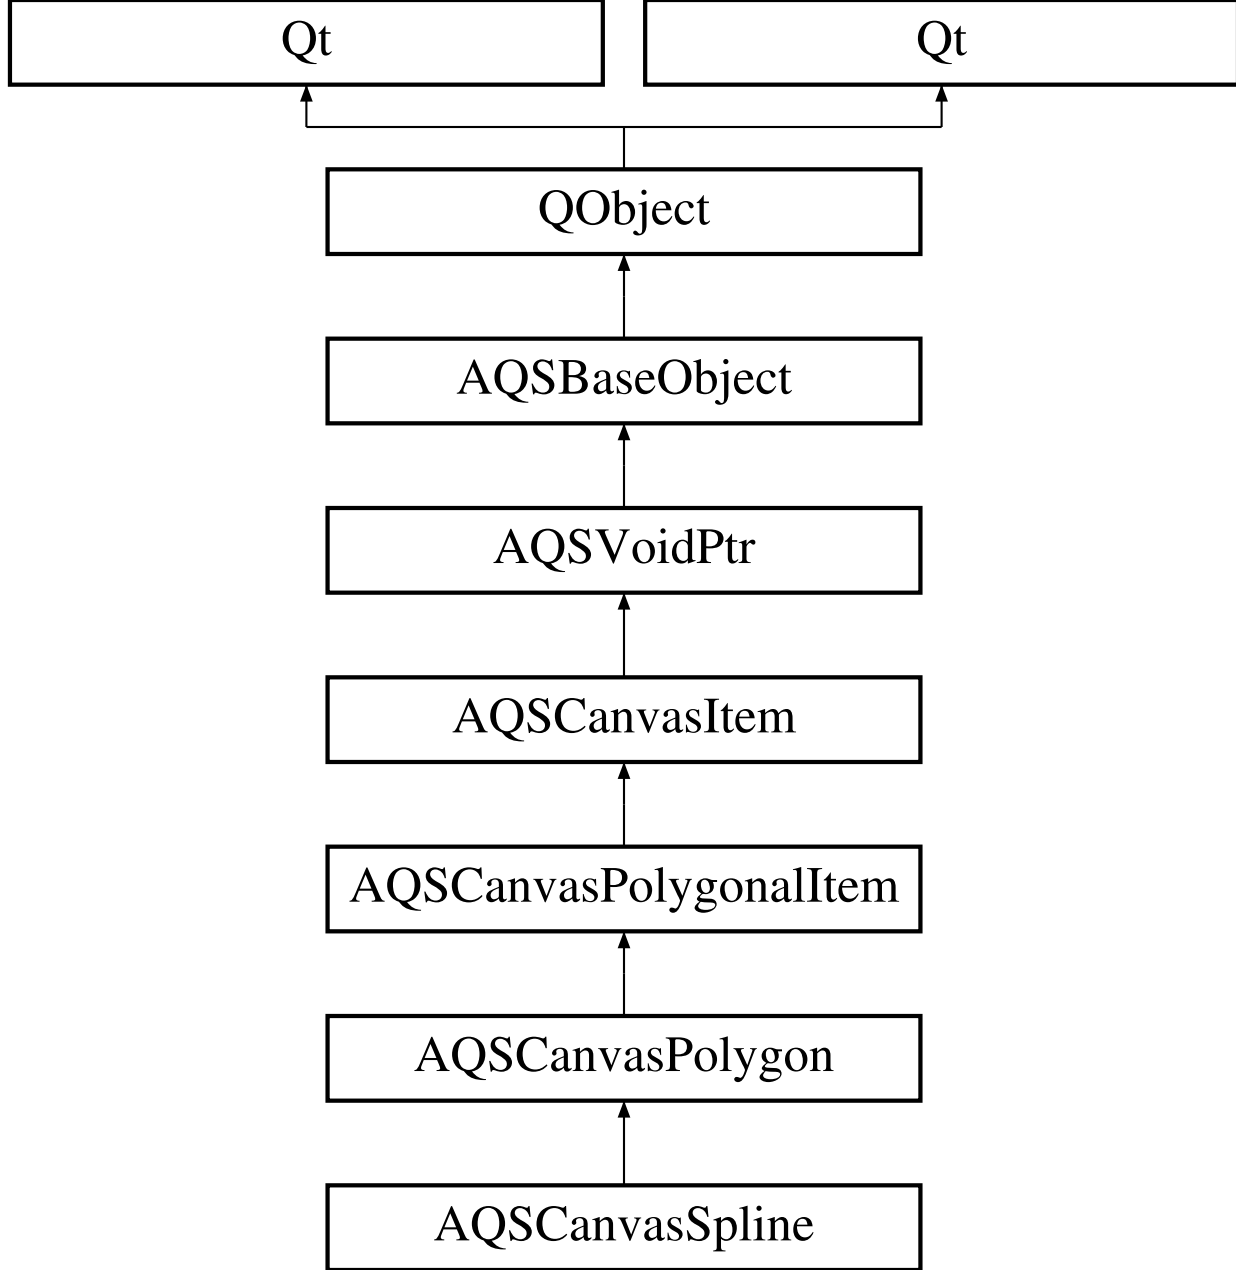 Qt
Qt
QObject
AQSBaseObject
AQSVoidPtr
AQSCanvasItem
AQSCanvasPolygonalItem
AQSCanvasPolygon
AQSCanvasSpline